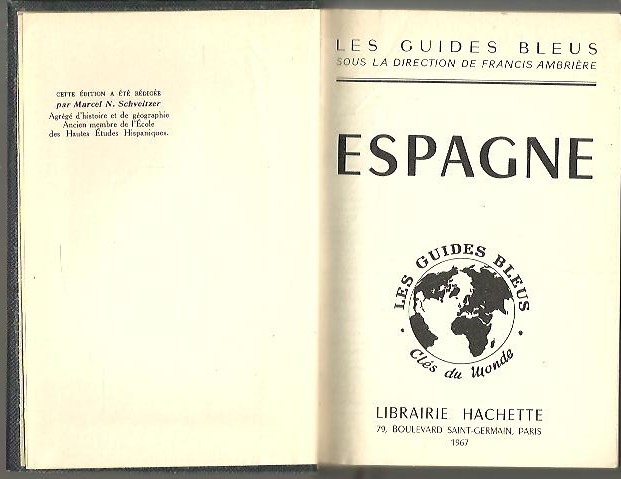 CETTE ÉDITION A ÉTÉ RÉDIGÉE
par Marcel N. Schveitzer
Agrégé d'histoire et de géographie
Ancien membre de l'École
des Hautes Études Hispaniques.
LES GUIDES BLEUS
SOUS LA DIRECTION DE FRANCIS AMBRIÈRE
ESPAGNE
LES GUIDES BLEUS
Clés du Monde
LIBRAIRIE HACHETTE
79, BOULEVARD SAINT-GERMAIN, PARIS
1967